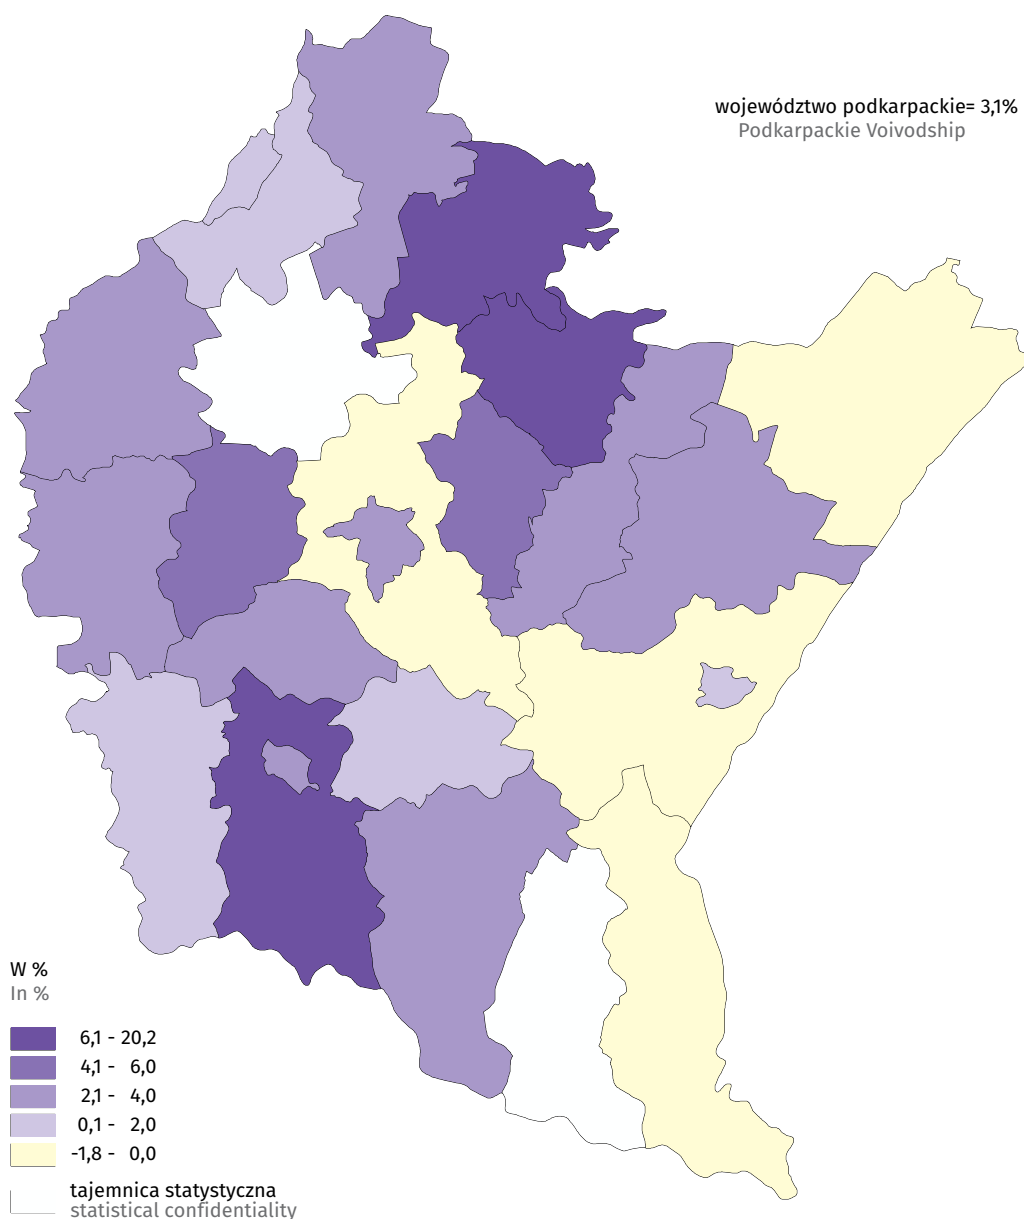 województwo podkarpackie= 3,1%
Podkarpackie Voivodship
W %
In %
6,1 - 20,2
4,1 - 6,0
2,1 - 4,0
0,1 - 2,0
-1,8 - 0,0
tajemnica statystyczna
statistical confidentiality